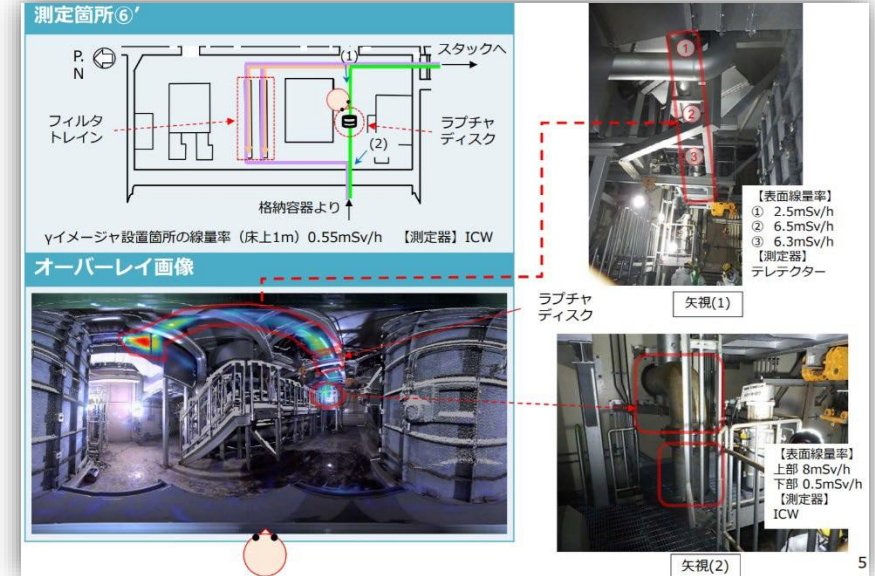 測定箇所⑥’
P.
N
(1)
スタックへ
フィルタ
トレイン
ラプチャ
ディスク
(2)
格納容器より
γイメージャ設置箇所の線量率（床上1m）0.55mSv/h 【測定器】ICW
オーバーレイ画像
ラプチャ
ディスク
①
②
③
【表面線量率】
① 2.5mSv/h
② 6.5mSv/h
③ 6.3mSv/h
【測定器】
テレテクター
矢視(1)
【表面線量率】
上部 8mSv/h
下部 0.5mSv/h
【測定器】
ICW
矢視(2)
5